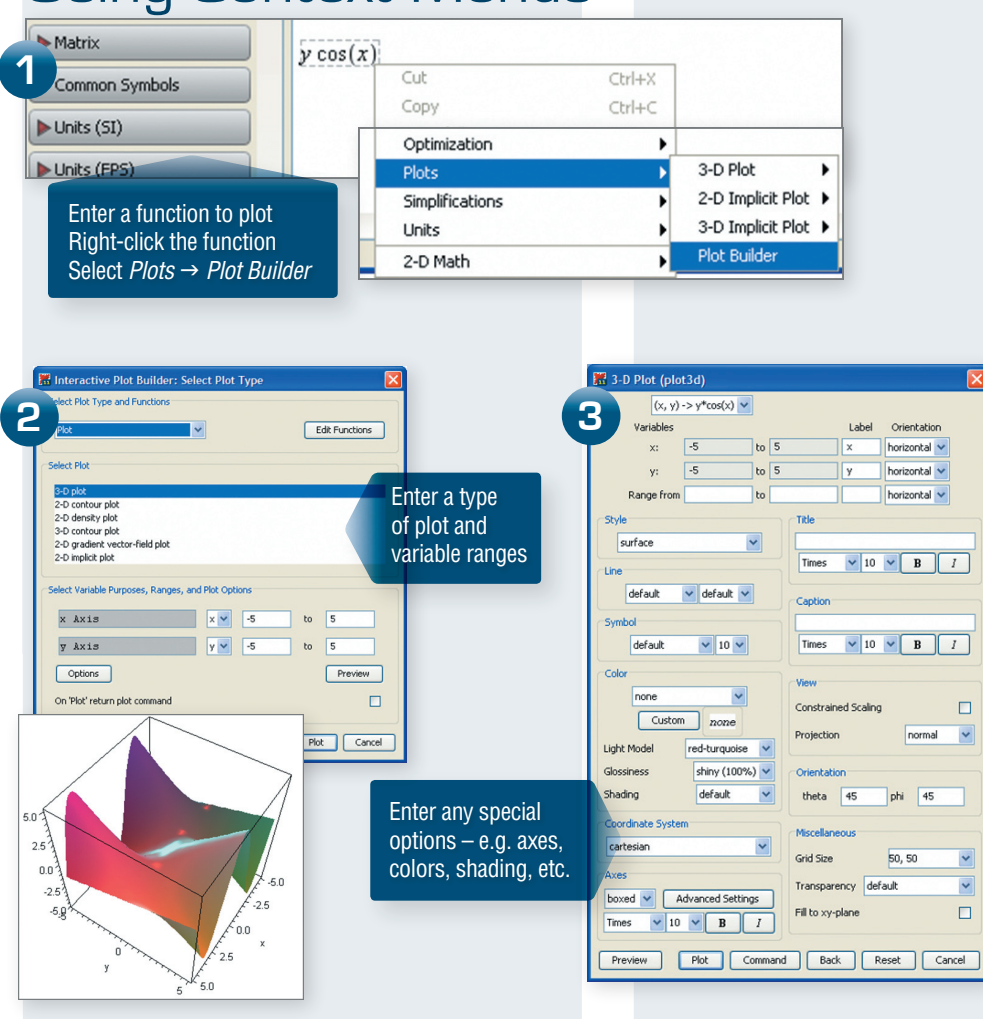 Using Context Menus
1
Matrix
Common Symbols
Units (SI)
Units (FPS)
y cos(x)
Cut Ctrl+X
Copy Ctrl+C
Optimization
Plots
Simplifications
Units
2-D Math
3-D Plot
2-D Implicit Plot
3-D Implicit Plot
Plot Builder
Enter a function to plot
Right-click the function
Select Plots → Plot Builder
2
Interactive Plot Builder: Select Plot Type
Select Plot Type and Functions
Plot Edit Functions
Select Plot
3-D plot
2-D contour plot
2-D density plot
3-D contour plot
2-D gradient vector-field plot
2-D implicit plot
Select Variable Purposes, Ranges, and Plot Options
x Axis x -5 to 5
y Axis y -5 to 5
Options Preview
On 'Plot' return plot command
Plot Cancel
Enter a type
of plot and
variable ranges
5.0
2.5
0.0
-2.5
-5.0
-5
0
y
5
5.0
2.5
0.0
x
-2.5
-5.0
3
3-D Plot (plot3d)
(x, y) -> y*cos(x)
Variables Label Orientation
x: -5 to 5 x horizontal
y: -5 to 5 y horizontal
Range from to horizontal
Style
surface
Line
default default
Symbol
default 10
Color
none
Custom none
Light Model red-turquoise
Glossiness shiny (100%)
Shading default
Coordinate System
cartesian
Axes
boxed Advanced Settings
Times 10 B I
Title
Times 10 B I
Caption
Times 10 B I
View
Constrained Scaling
Projection normal
Orientation
theta 45 phi 45
Miscellaneous
Grid Size 50, 50
Transparency default
Fill to xy-plane
Preview Plot Command Back Reset Cancel
Enter any special
options – e.g. axes,
colors, shading, etc.